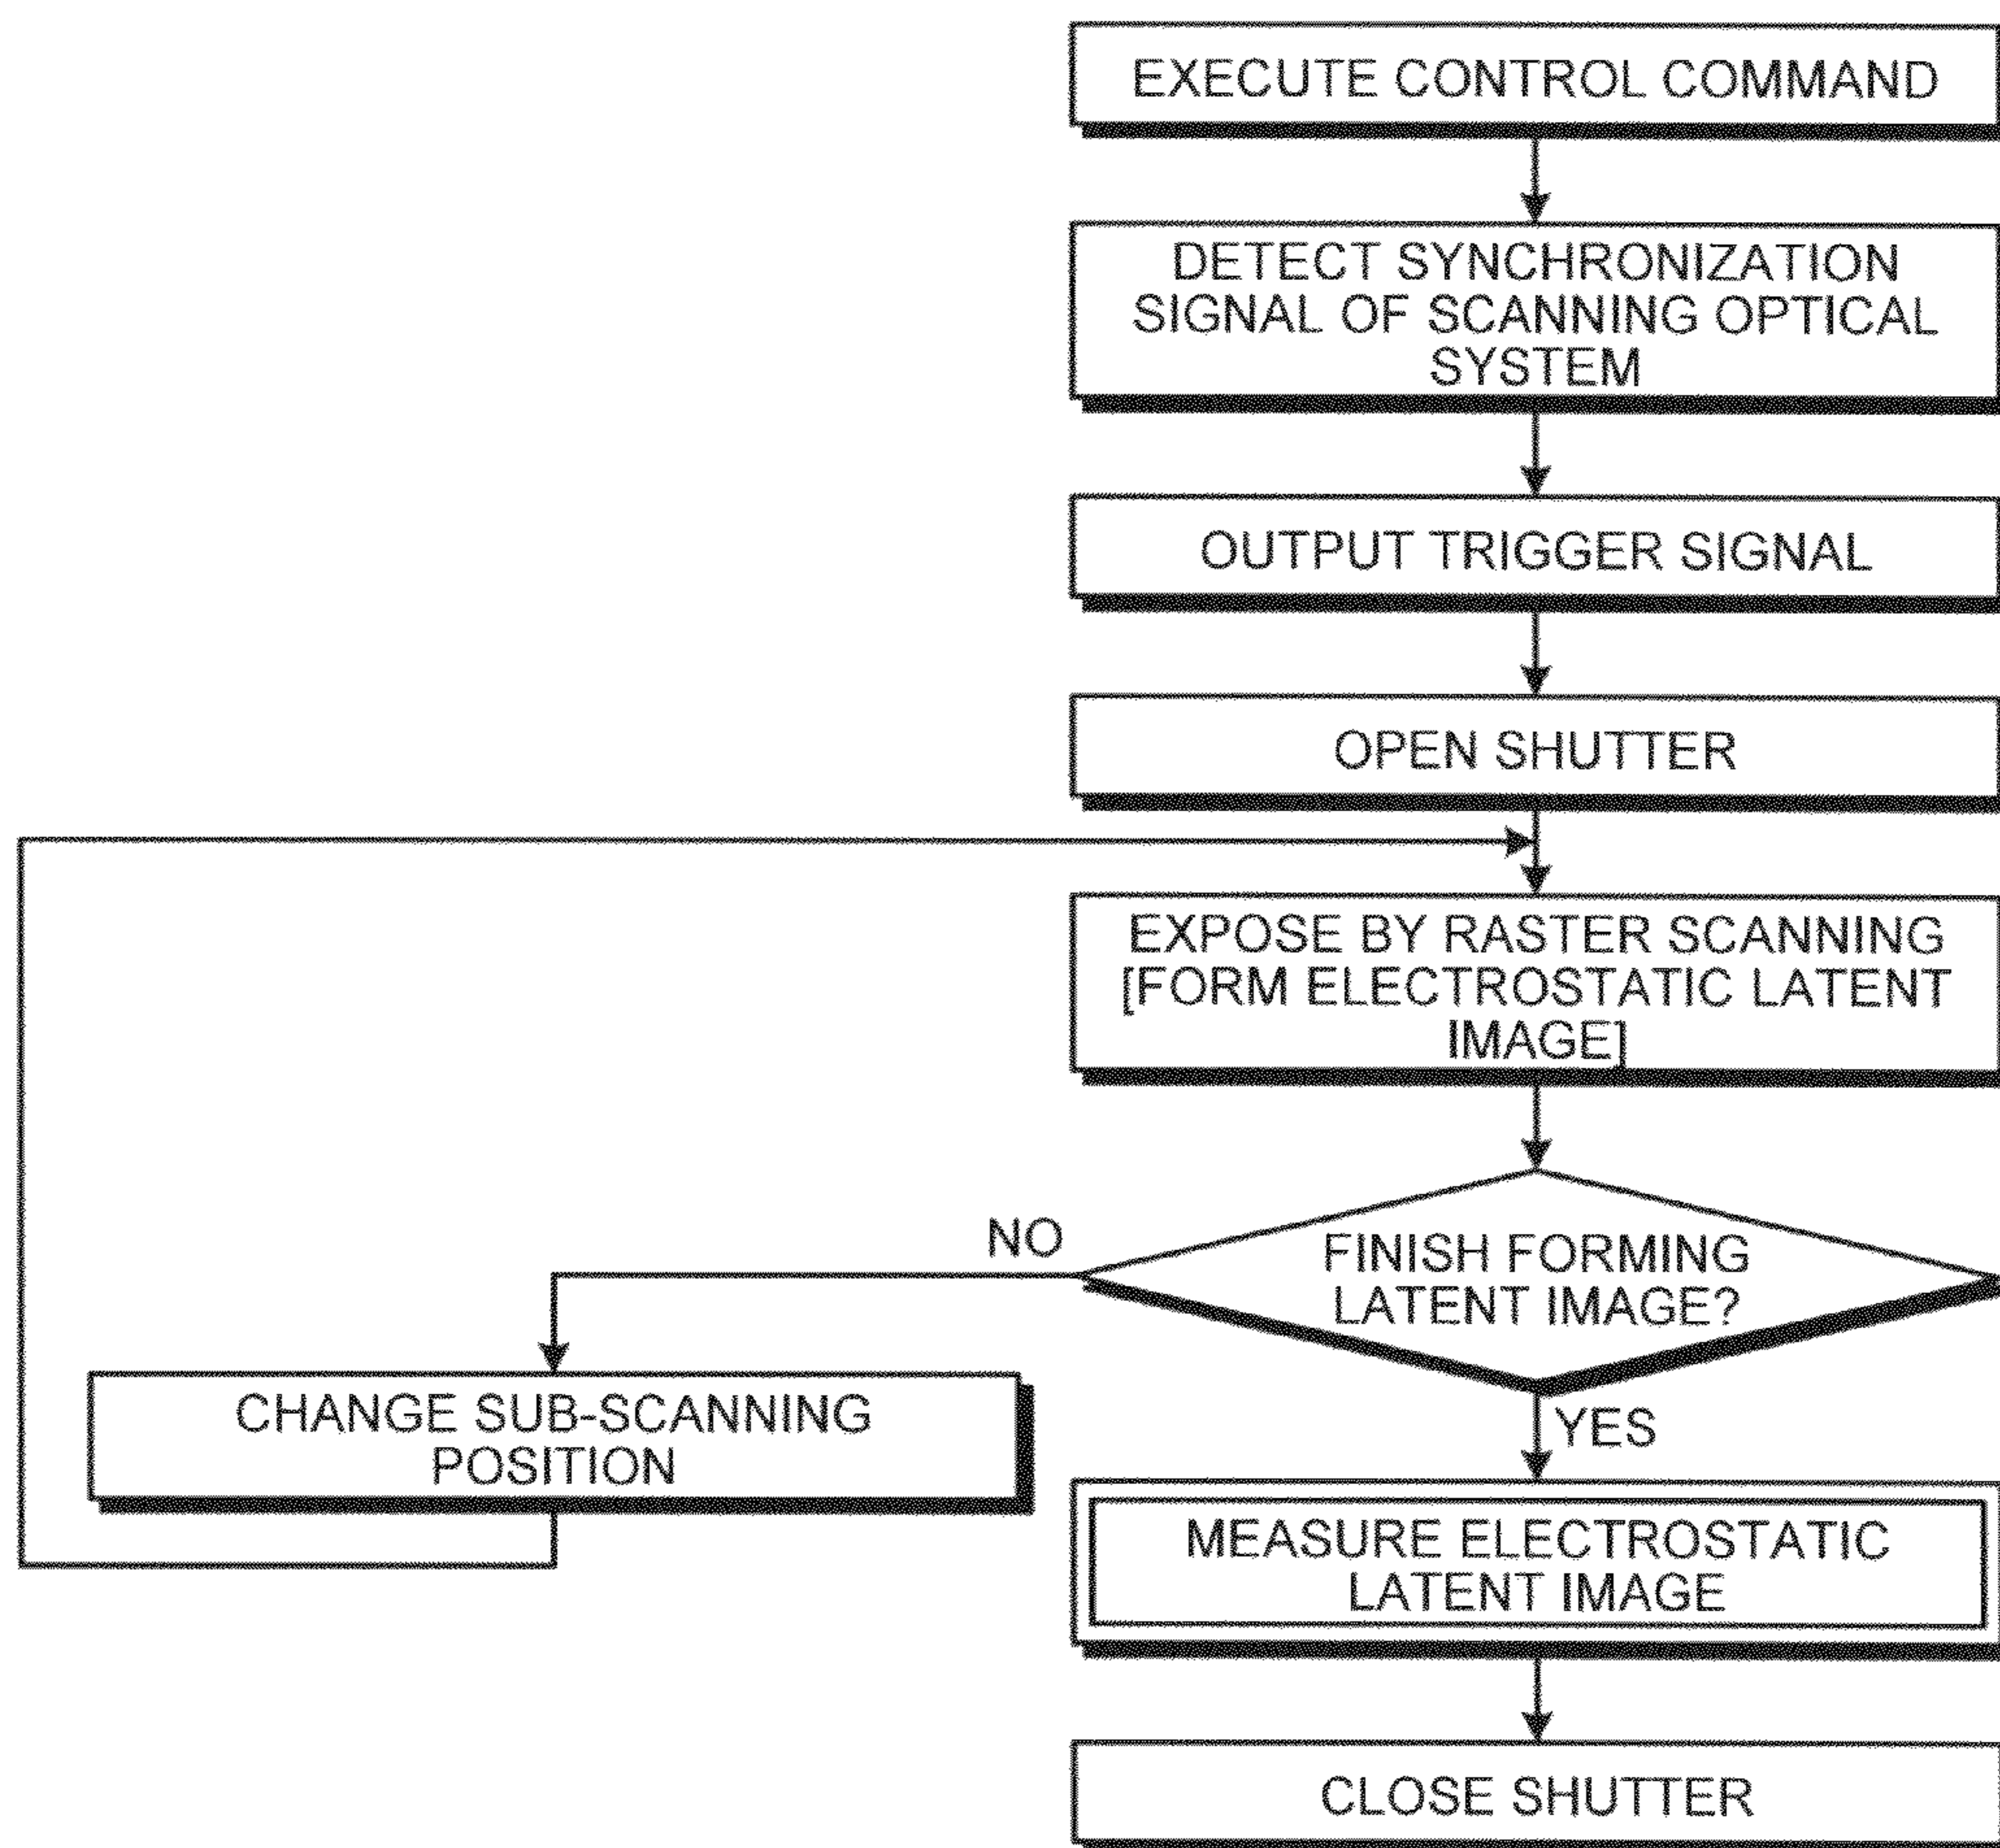 EXECUTE CONTROL COMMAND
DETECT SYNCHRONIZATION
SIGNAL OF SCANNING OPTICAL
SYSTEM
OUTPUT TRIGGER SIGNAL
OPEN SHUTTER
EXPOSE BY RASTER SCANNING
[FORM ELECTROSTATIC LATENT
IMAGE]
FINISH FORMING
LATENT IMAGE?
NO
CHANGE SUB-SCANNING
POSITION
YES
MEASURE ELECTROSTATIC
LATENT IMAGE
CLOSE SHUTTER